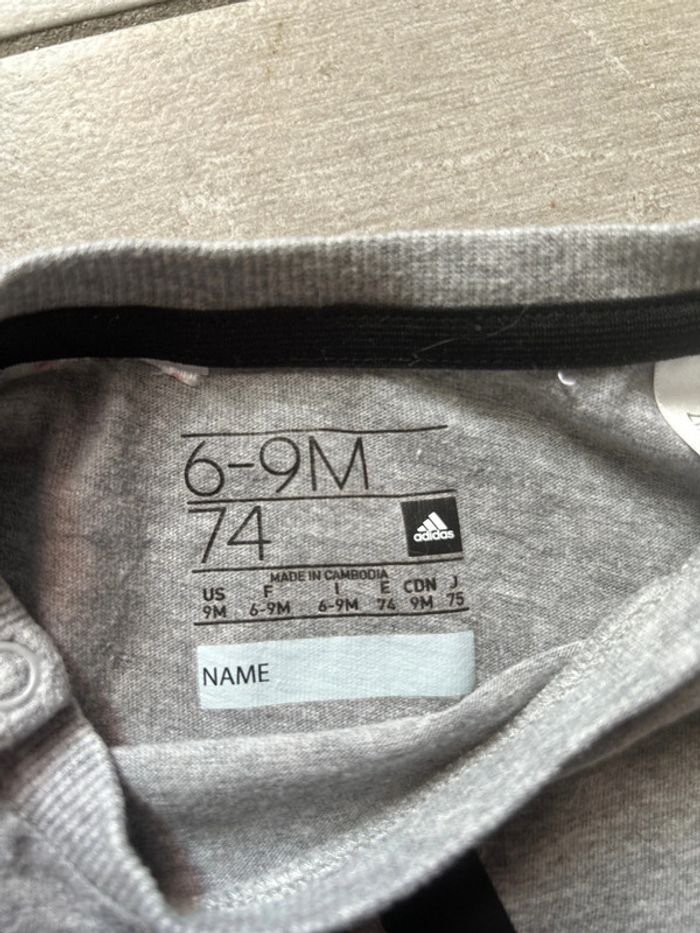 6-9M
74
adidas
MADE IN CAMBODIA
US F I E CDN J
9M 6-9M 6-9M 74 9M 75
NAME